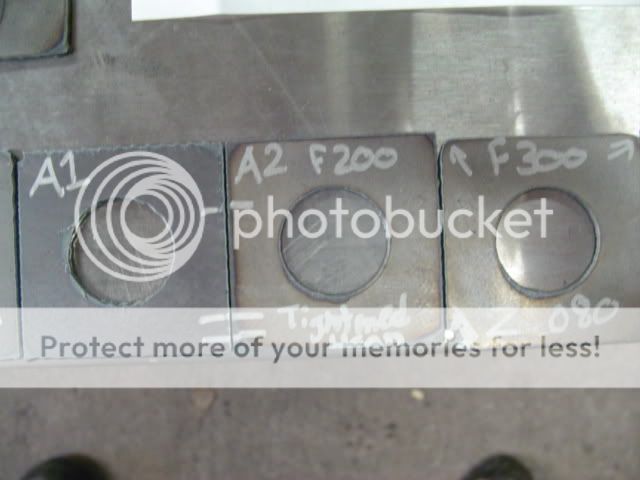 A1
A2 F200
F300
photobucket
Tightened
.080
Protect more of your memories for less!